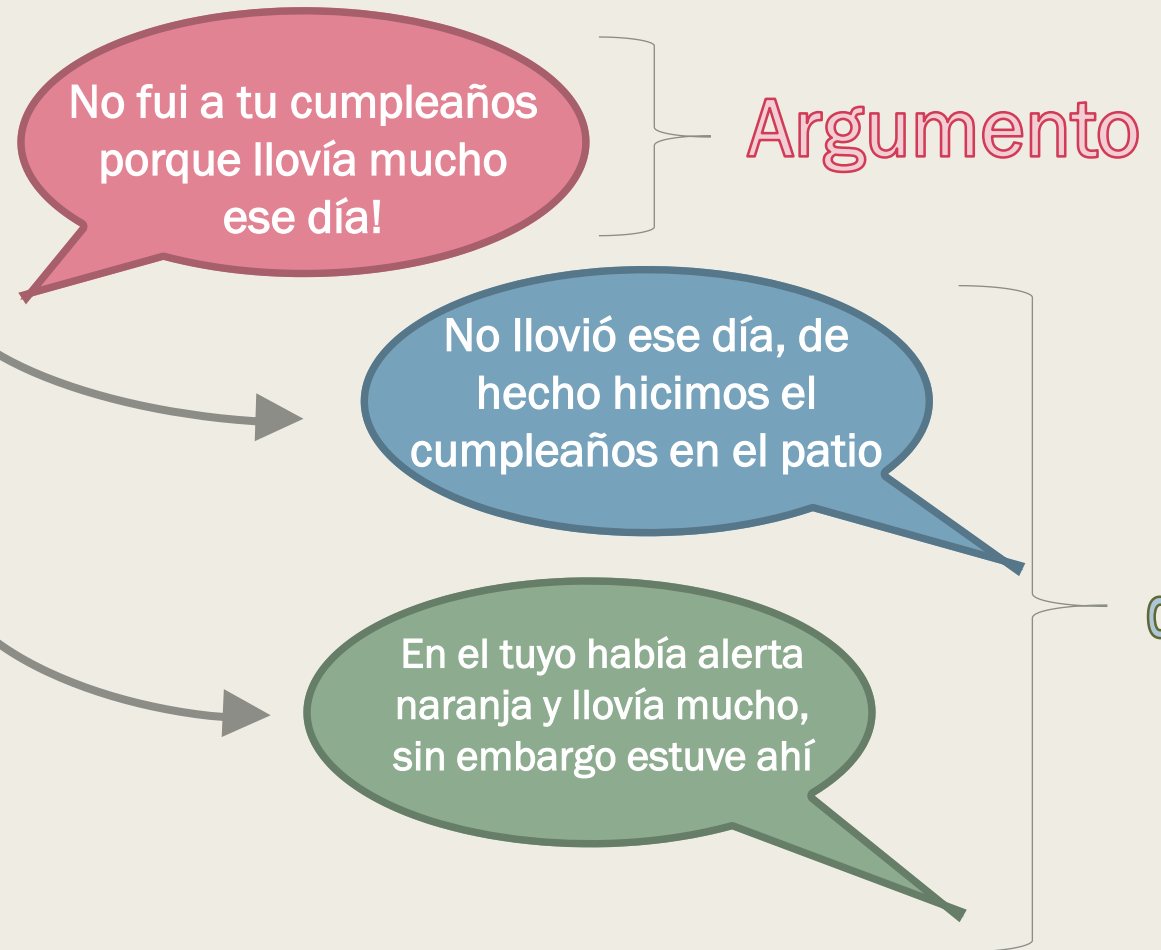 No fui a tu cumpleaños
porque llovía mucho
ese día!
Argumento
No llovió ese día, de
hecho hicimos el
cumpleaños en el patio
En el tuyo había alerta
naranja y llovía mucho,
sin embargo estuve ahí